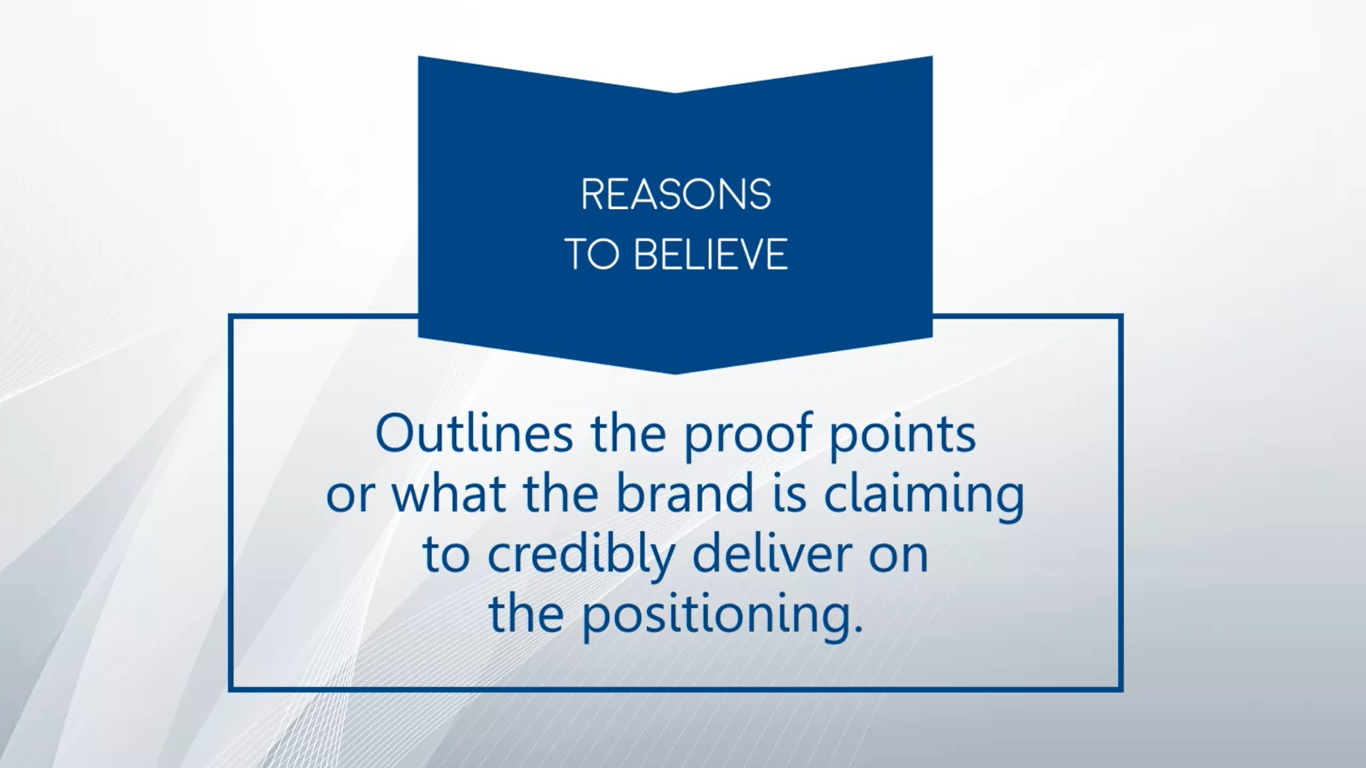 REASONS
TO BELIEVE
Outlines the proof points
or what the brand is claiming
to credibly deliver on
the positioning.